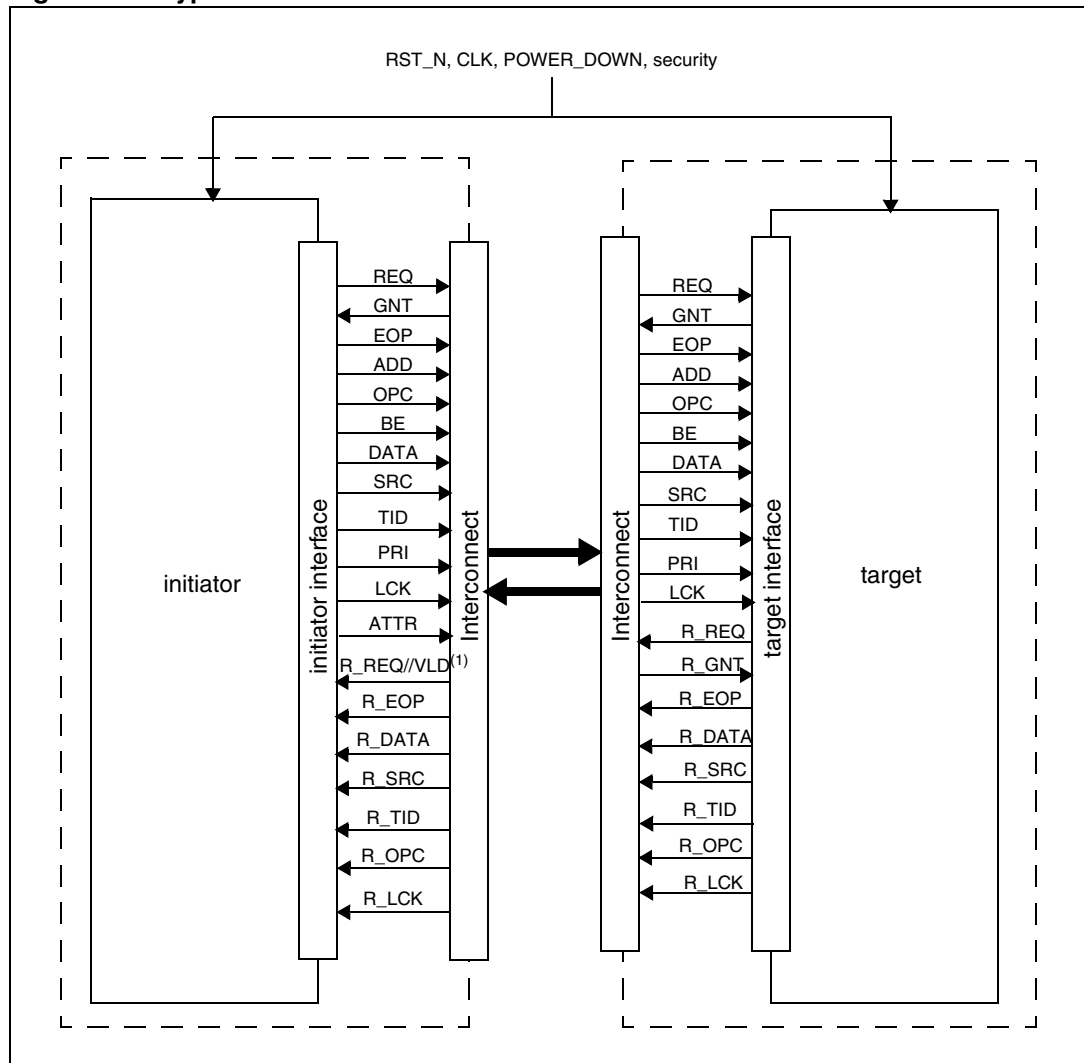 RST_N, CLK, POWER_DOWN, security
initiator
initiator interface
REQ
GNT
EOP
ADD
OPC
BE
DATA
SRC
TID
PRI
LCK
ATTR
R_REQ//VLD(1)
R_EOP
R_DATA
R_SRC
R_TID
R_OPC
R_LCK
Interconnect
Interconnect
REQ
GNT
EOP
ADD
OPC
BE
DATA
SRC
TID
PRI
LCK
R_REQ
R_GNT
R_EOP
R_DATA
R_SRC
R_TID
R_OPC
R_LCK
target interface
target